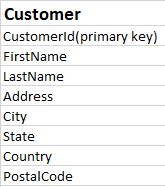 Customer
CustomerId(primary key)
FirstName
LastName
Address
City
State
Country
PostalCode